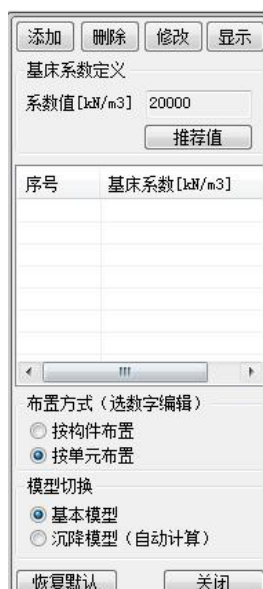 添加 删除 修改 显示
基床系数定义
系数值[kN/m3] 20000
推荐值
序号 基床系数[kN/m3]
布置方式（选数字编辑）
按构件布置
按单元布置
模型切换
基本模型
沉降模型（自动计算）
恢复默认 关闭